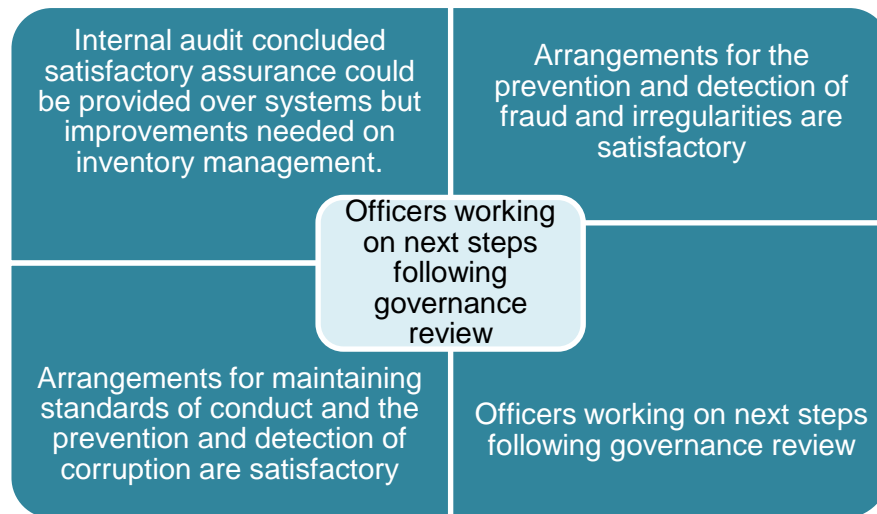 Internal audit concluded
satisfactory assurance could
be provided over systems but
improvements needed on
inventory management.
Arrangements for the
prevention and detection of
fraud and irregularities are
satisfactory
Officers working
on next steps
following
governance
review
Arrangements for maintaining
standards of conduct and the
prevention and detection of
corruption are satisfactory
Officers working on next steps
following governance review